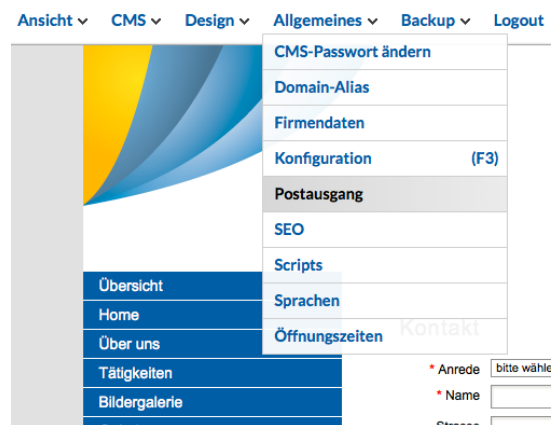 Ansicht CMS Design Allgemeines Backup Logout
CMS-Passwort ändern
Domain-Alias
Firmendaten
Konfiguration (F3)
Postausgang
SEO
Scripts
Sprachen
Öffnungszeiten
Übersicht
Home
Über uns
Tätigkeiten
Bildergalerie
Kontakt
* Anrede bitte wähle
* Name